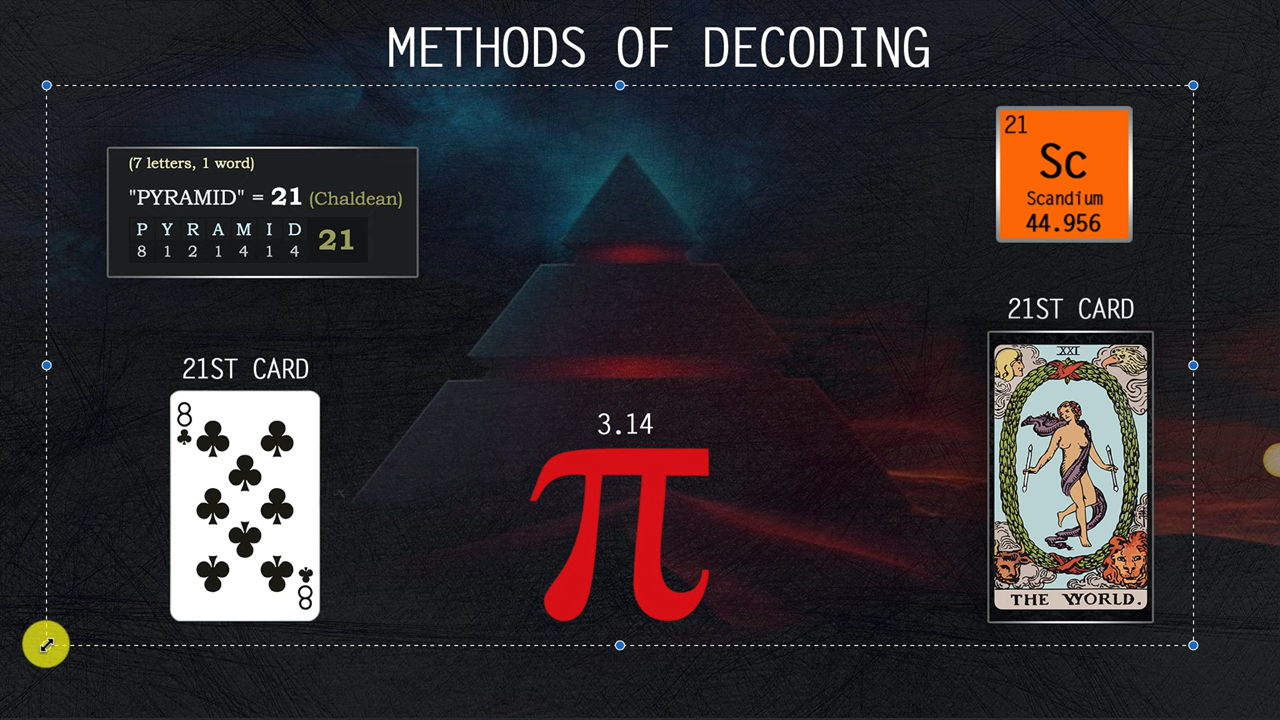 METHODS OF DECODING
(7 letters, 1 word)
"PYRAMID" = 21 (Chaldean)
P Y R A M I D
8 1 2 1 4 1 4
21
21
Sc
Scandium
44.956
21ST CARD
XXI
THE WORLD.
21ST CARD
8
8
3.14
π